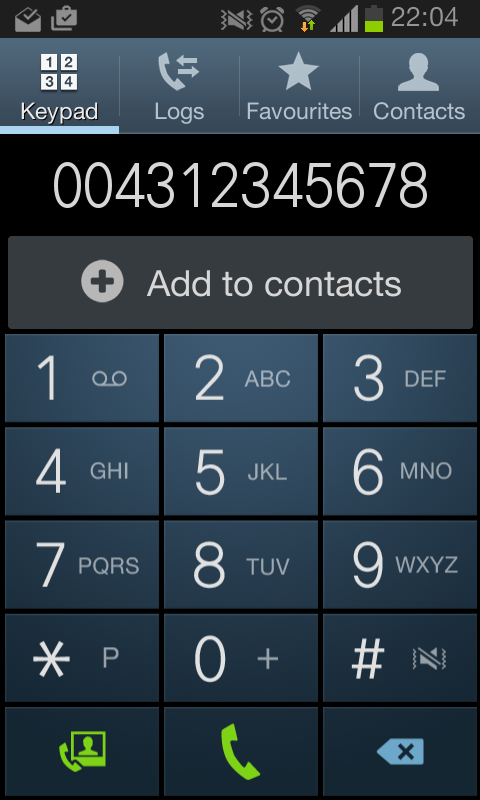 22:04
1 2
3 4
Keypad Logs Favourites Contacts
004312345678
Add to contacts
1 2 ABC 3 DEF
4 GHI 5 JKL 6 MNO
7 PQRS 8 TUV 9 WXYZ
* P 0 + #